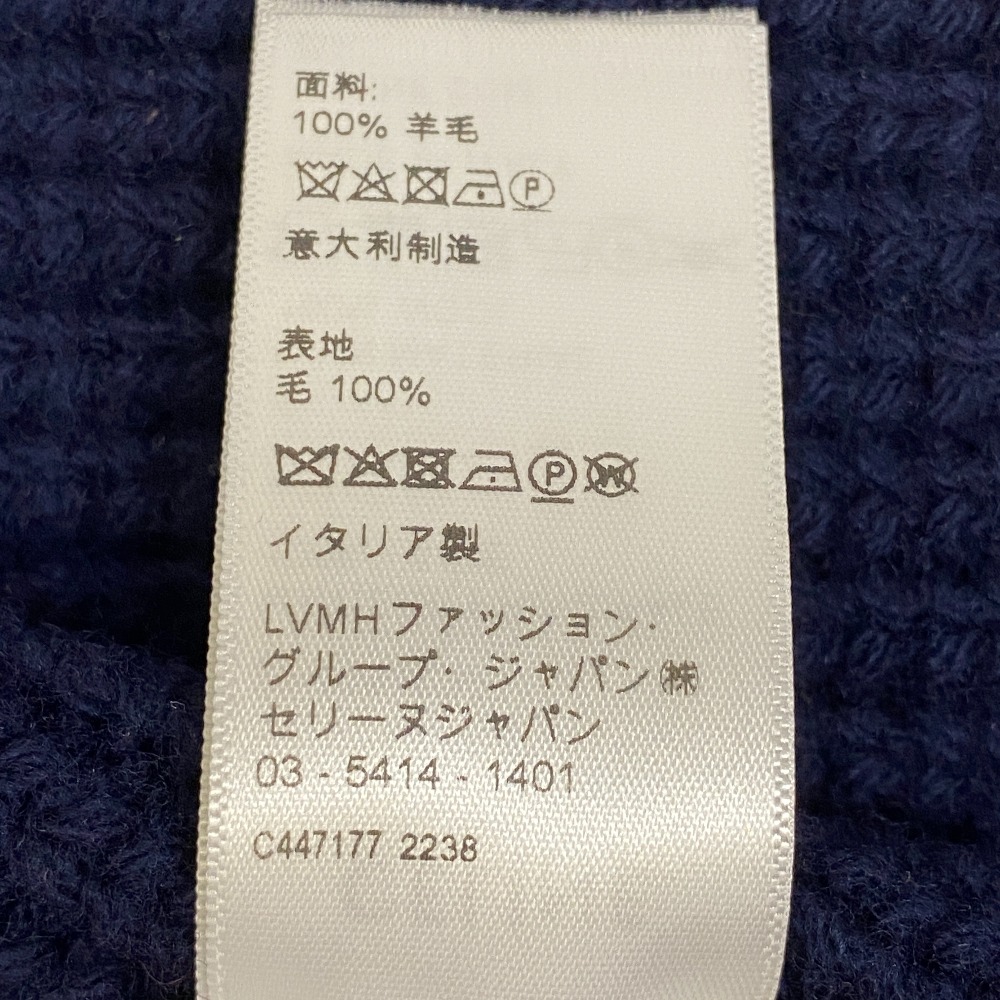 面料:
100% 羊毛
P
意大利制造
表地
毛 100%
P W
イタリア製
LVMHファッション・
グループ・ ジャパン㈱
セリーヌジャパン
03 - 5414 - 1401
C447177 2238